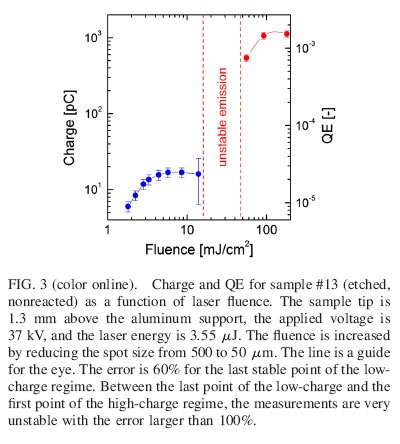 10³
10²
10¹
Charge [pC]
unstable emission
10⁻³
10⁻⁴
10⁻⁵
QE [-]
1 10 100
Fluence [mJ/cm²]
FIG. 3 (color online). Charge and QE for sample #13 (etched,
nonreacted) as a function of laser fluence. The sample tip is
1.3 mm above the aluminum support, the applied voltage is
37 kV, and the laser energy is 3.55 μJ. The fluence is increased
by reducing the spot size from 500 to 50 μm. The line is a guide
for the eye. The error is 60% for the last stable point of the low-
charge regime. Between the last point of the low-charge and the
first point of the high-charge regime, the measurements are very
unstable with the error larger than 100%.